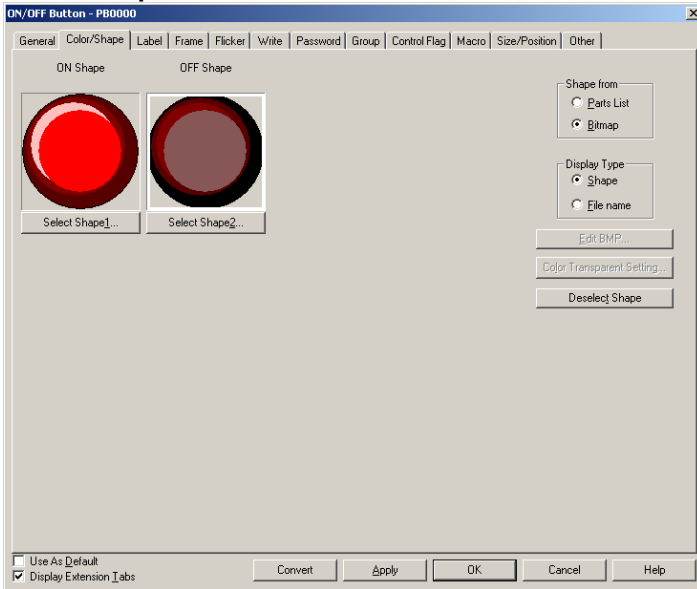 ON/OFF Button - PB0000
General Color/Shape Label Frame Flicker Write Password Group Control Flag Macro Size/Position Other
ON Shape OFF Shape
Shape from
Parts List
Bitmap
Display Type
Shape
File name
Select Shape1... Select Shape2...
Edit BMP...
Color Transparent Setting...
Deselect Shape
Use As Default
Display Extension Tabs
Convert Apply OK Cancel Help